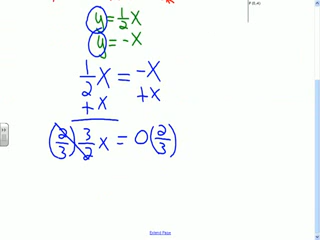 y = 1/2 x
y = -x
1/2 x = -x
+x +x
(2/3) 3/2 x = 0 (2/3)
Extend Page